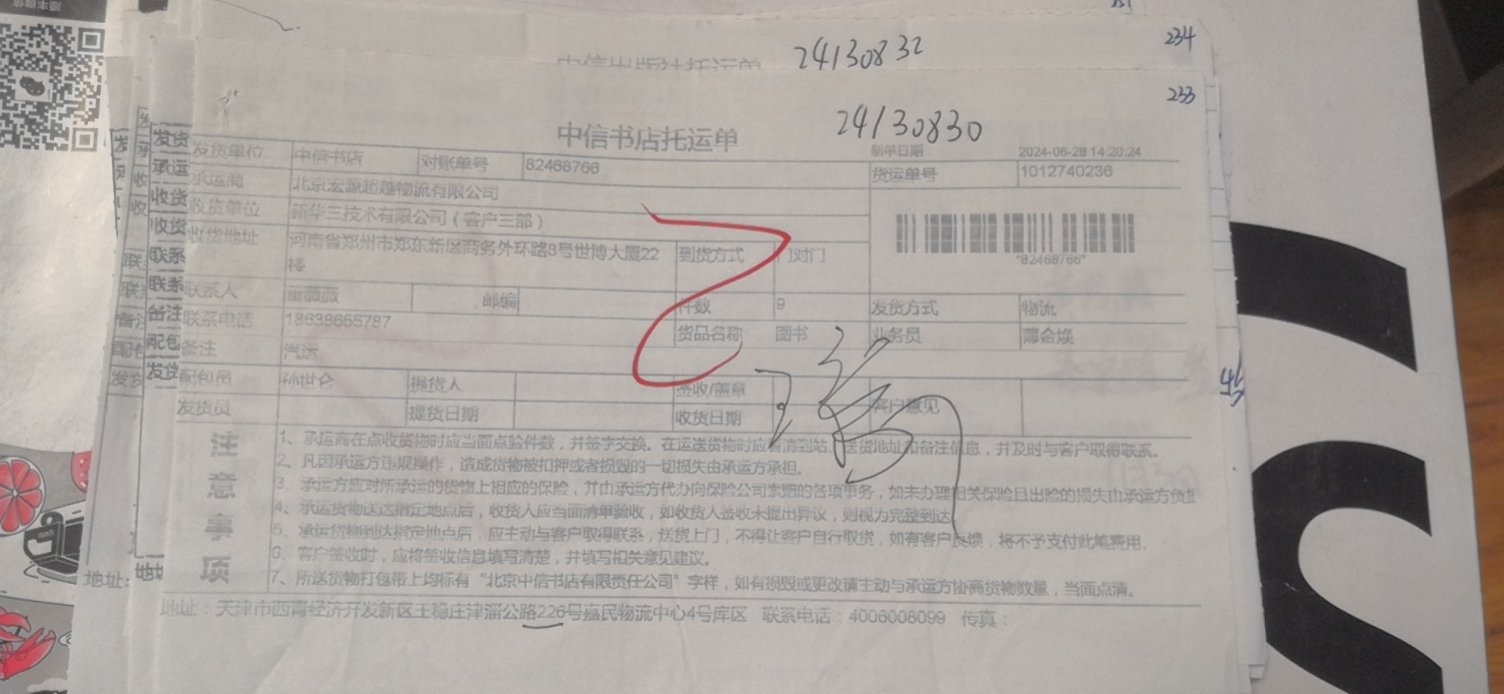 234
24130832
233
24130830
中信书店托运单
制单日期 2024-06-28 14:20:24
发货单位 中信书店 对账单号 82468766 货运单号 1012740236
承运商 北京宏源超越物流有限公司
收货单位 新华三技术有限公司（客户三部）
收货地址 河南省郑州市郑东新区商务外环路8号世博大厦22楼 到货方式 门对门
*82468766*
联系人 董薇薇 邮编 件数 9 发货方式 物流
联系电话 18638655787 货品名称 图书 业务员 薄金焕
备注 汽运
配包员 孙世仑 提货人 签收/盖章 客户意见
发货员 提货日期 收货日期
注意事项
1、承运商在点收货物时应当面点验件数，并签字交换。在运送货物时应看清到站、送货地址和备注信息，并及时与客户取得联系。
2、凡因承运方违规操作，造成货物被扣押或者损毁的一切损失由承运方承担。
3、承运方应对所承运的货物上相应的保险，并由承运方代办向保险公司索赔的各项事务，如未办理相关保险且出险的损失由承运方负担
4、承运货物送达指定地点后，收货人应当面清单验收，如收货人签收未提出异议，则视为完整到达
5、承运货物到达指定地点后，应主动与客户取得联系，送货上门，不得让客户自行取货，如有客户反馈，将不予支付此笔费用。
6、客户签收时，应将签收信息填写清楚，并填写相关意见建议。
7、所送货物打包带上均标有“北京中信书店有限责任公司”字样，如有损毁或更改请主动与承运方协商货物数量，当面点清。
地址：天津市西青经济开发新区王稳庄津淄公路226号嘉民物流中心4号库区 联系电话：4006008099 传真：